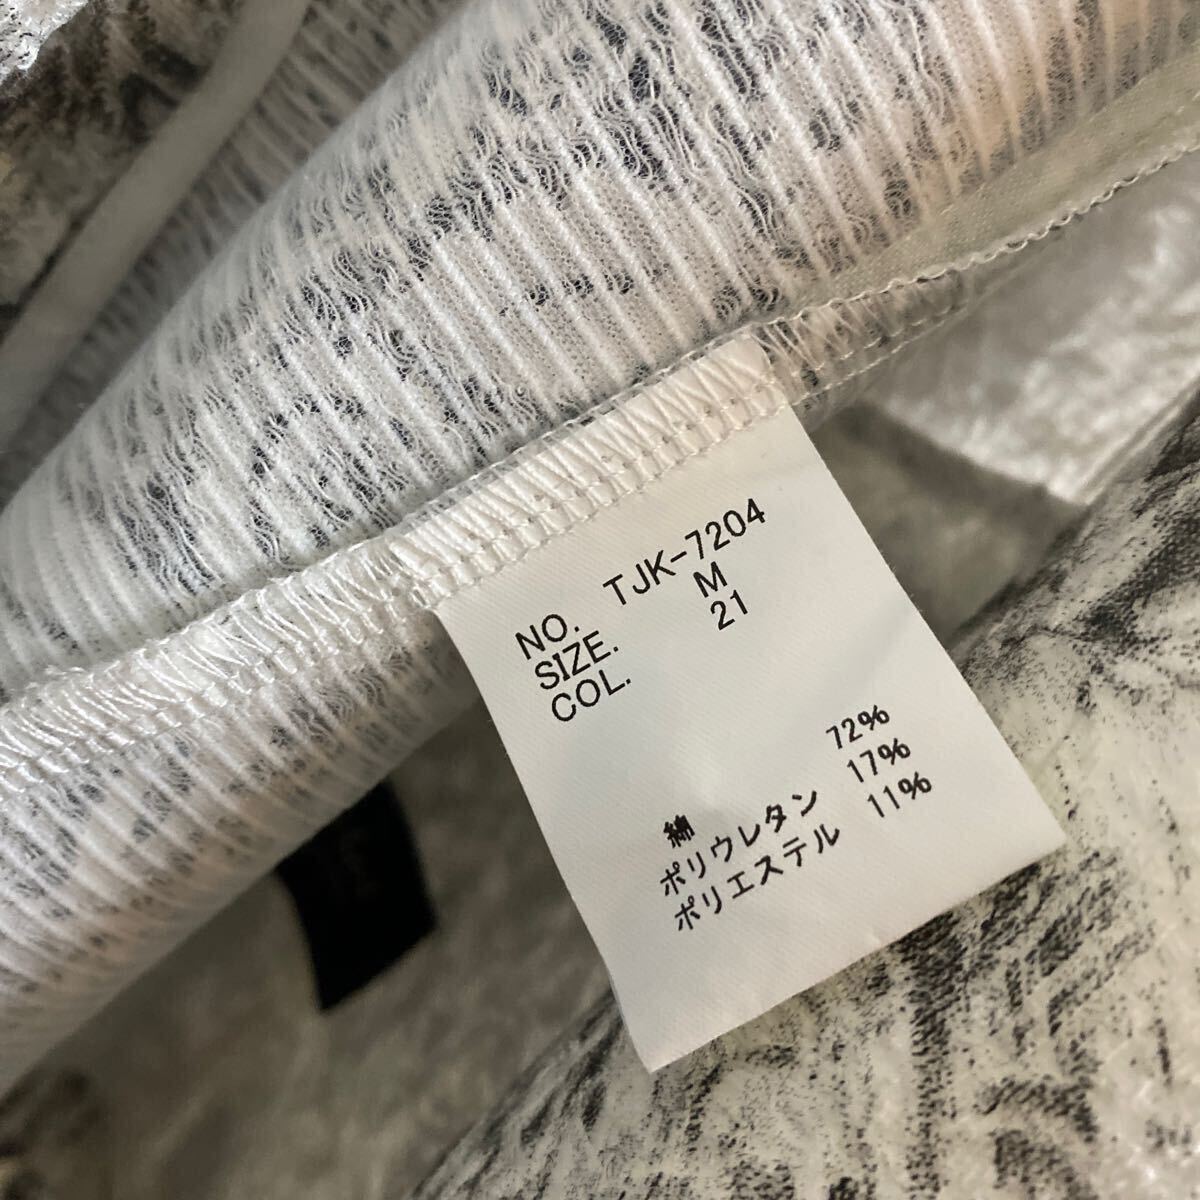 NO. TJK-7204
SIZE. M
COL. 21
綿 72%
ポリウレタン 17%
ポリエステル 11%